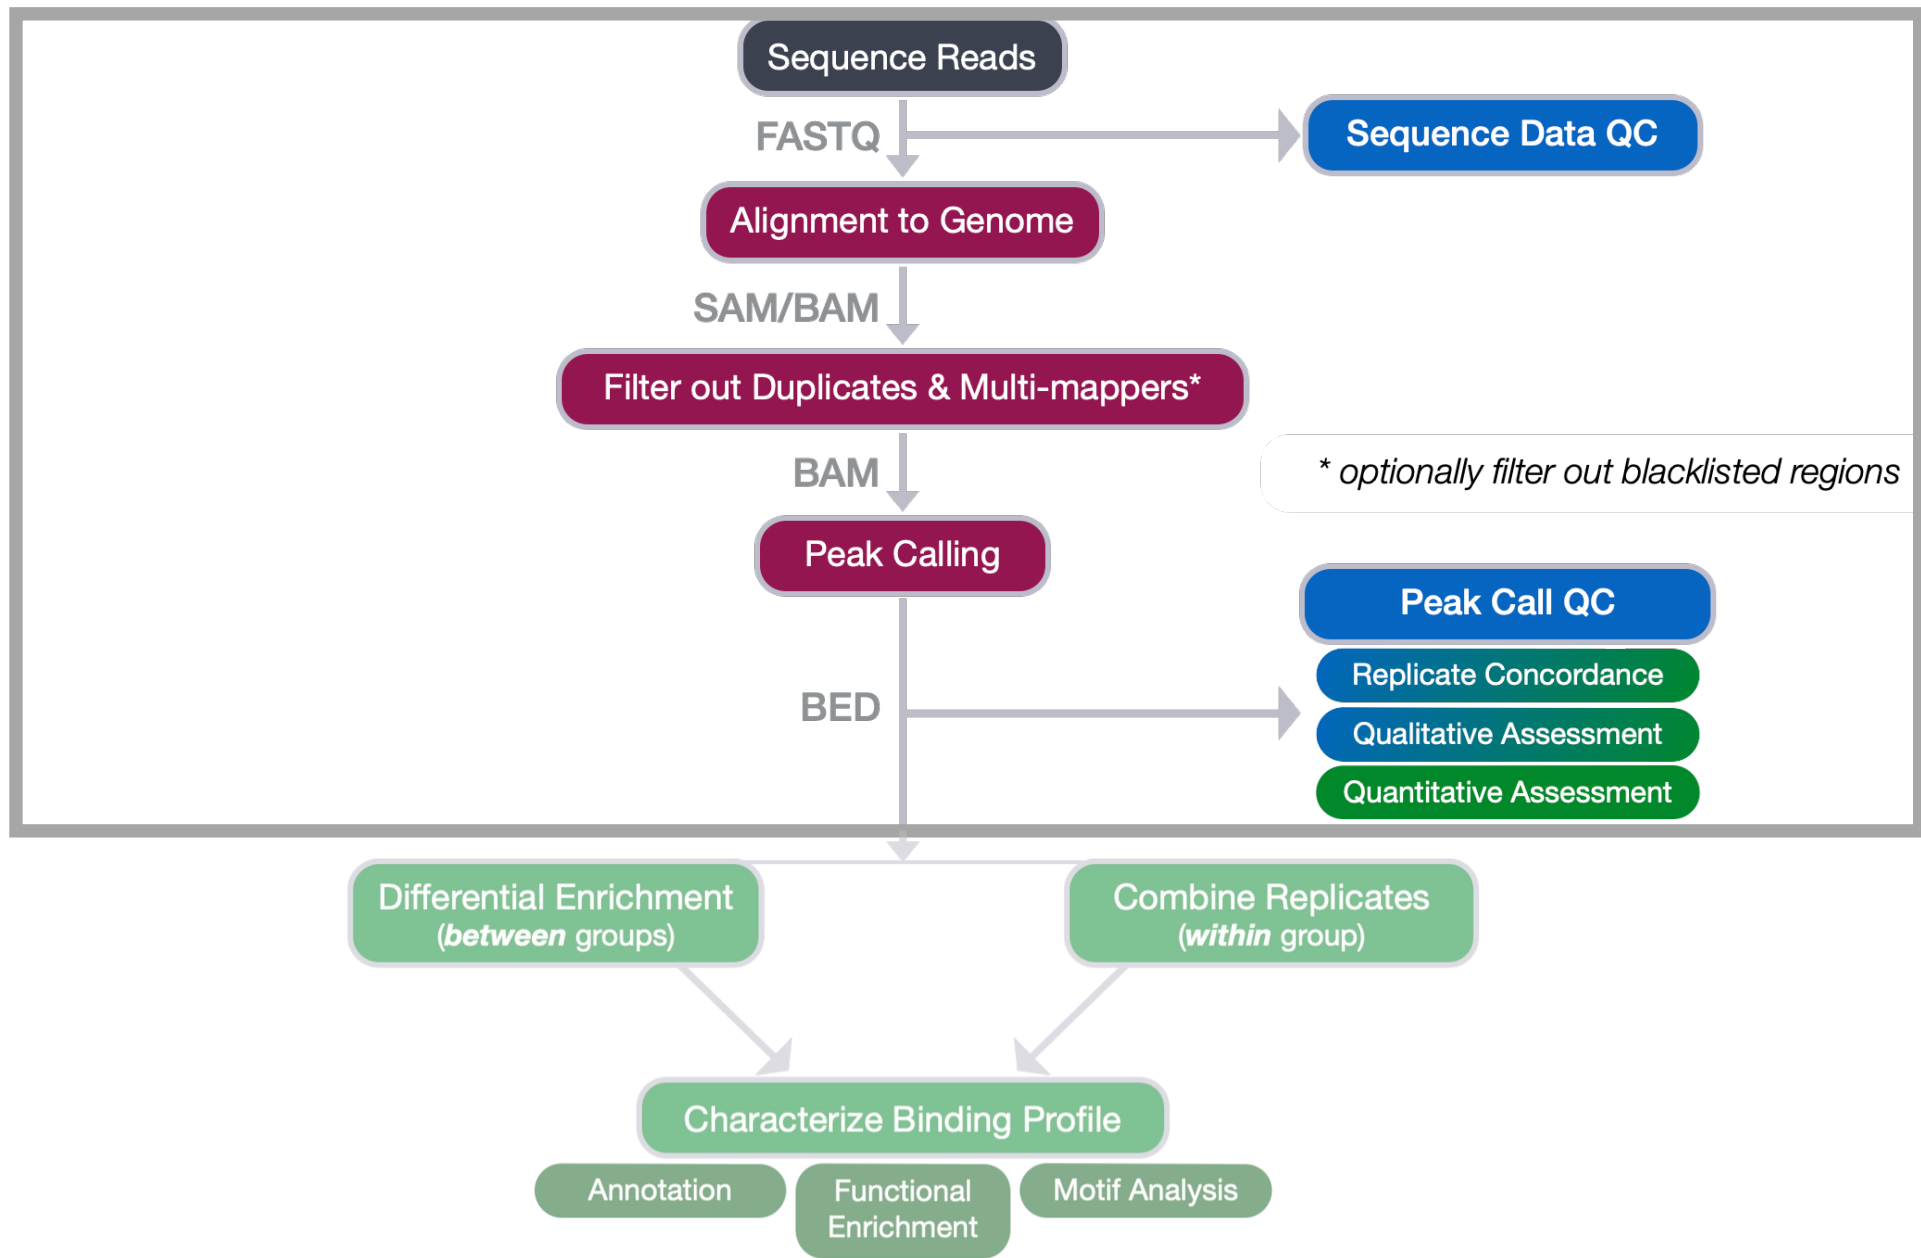 Sequence Reads
FASTQ
Sequence Data QC
Alignment to Genome
SAM/BAM
Filter out Duplicates & Multi-mappers*
BAM
* optionally filter out blacklisted regions
Peak Calling
Peak Call QC
Replicate Concordance
BED
Qualitative Assessment
Quantitative Assessment
Differential Enrichment
(between groups)
Combine Replicates
(within group)
Characterize Binding Profile
Annotation
Functional
Enrichment
Motif Analysis